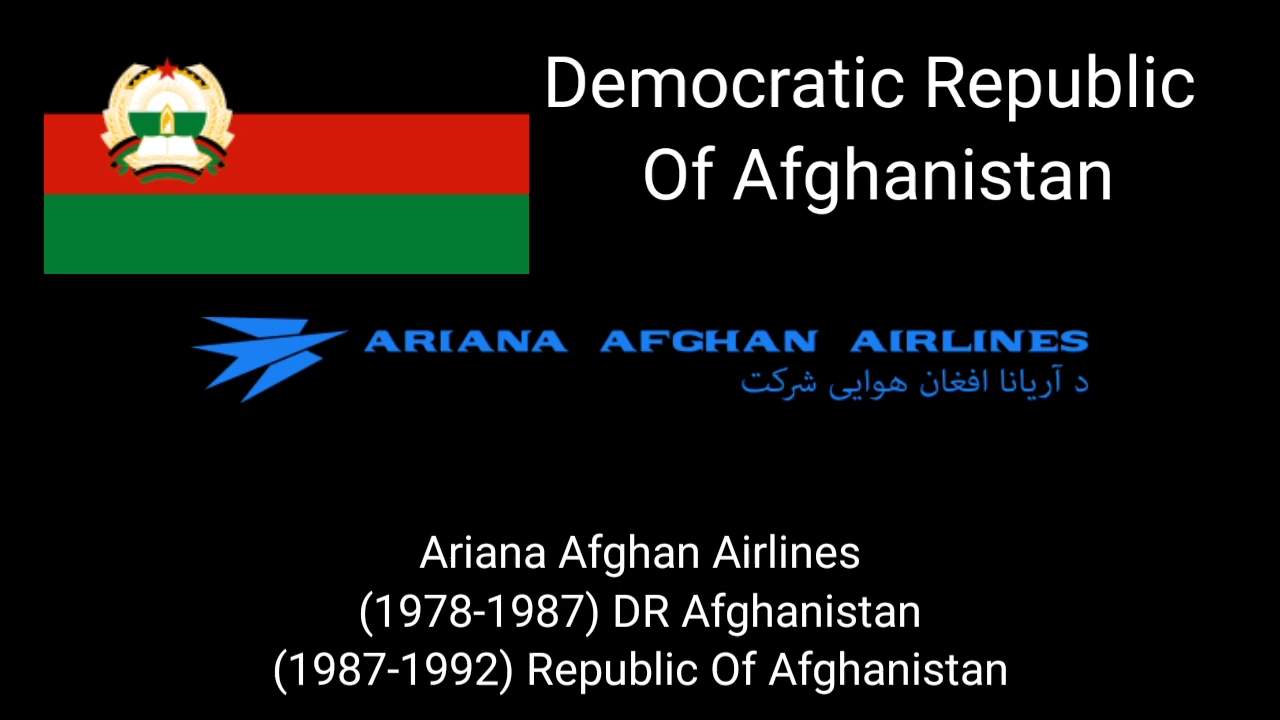 Democratic Republic
Of Afghanistan
ARIANA AFGHAN AIRLINES
د آریانا افغان هوایی شرکت
Ariana Afghan Airlines
(1978-1987) DR Afghanistan
(1987-1992) Republic Of Afghanistan